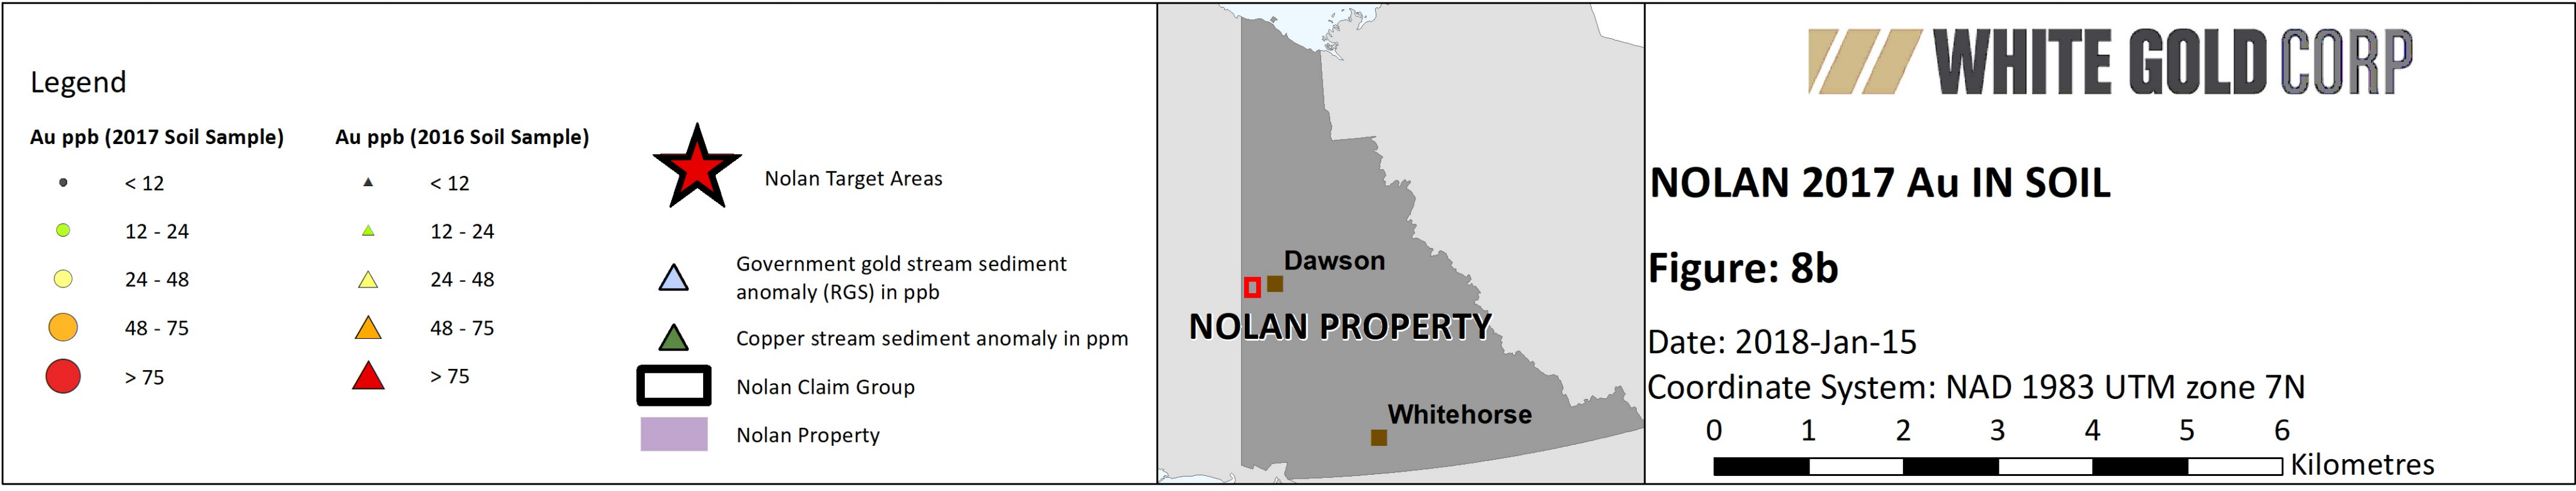 Legend
Au ppb (2017 Soil Sample)
< 12
12 - 24
24 - 48
48 - 75
> 75
Au ppb (2016 Soil Sample)
< 12
12 - 24
24 - 48
48 - 75
> 75
Nolan Target Areas
Government gold stream sediment
anomaly (RGS) in ppb
Copper stream sediment anomaly in ppm
Nolan Claim Group
Nolan Property
Dawson
NOLAN PROPERTY
Whitehorse
WHITE GOLD CORP
NOLAN 2017 Au IN SOIL
Figure: 8b
Date: 2018-Jan-15
Coordinate System: NAD 1983 UTM zone 7N
0 1 2 3 4 5 6
Kilometres